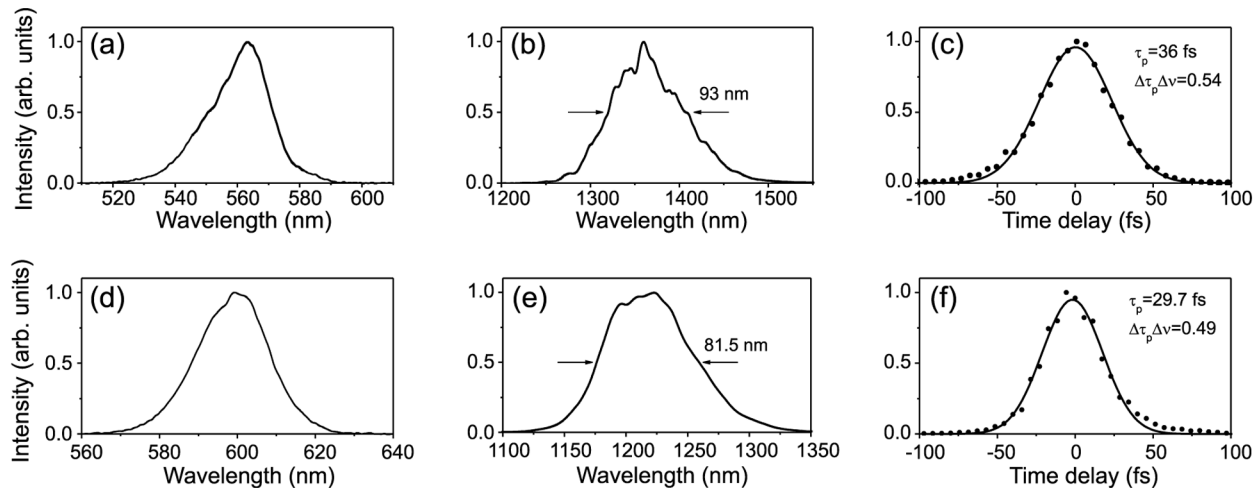 (a)
Intensity (arb. units)
1.0
0.5
0.0
520 540 560 580 600
Wavelength (nm)
(b)
93 nm
1.0
0.5
0.0
1200 1300 1400 1500
Wavelength (nm)
(c)
τp=36 fs
ΔτpΔν=0.54
1.0
0.5
0.0
-100 -50 0 50 100
Time delay (fs)
(d)
Intensity (arb. units)
1.0
0.5
0.0
560 580 600 620 640
Wavelength (nm)
(e)
81.5 nm
1.0
0.5
0.0
1100 1150 1200 1250 1300 1350
Wavelength (nm)
(f)
τp=29.7 fs
ΔτpΔν=0.49
1.0
0.5
0.0
-100 -50 0 50 100
Time delay (fs)